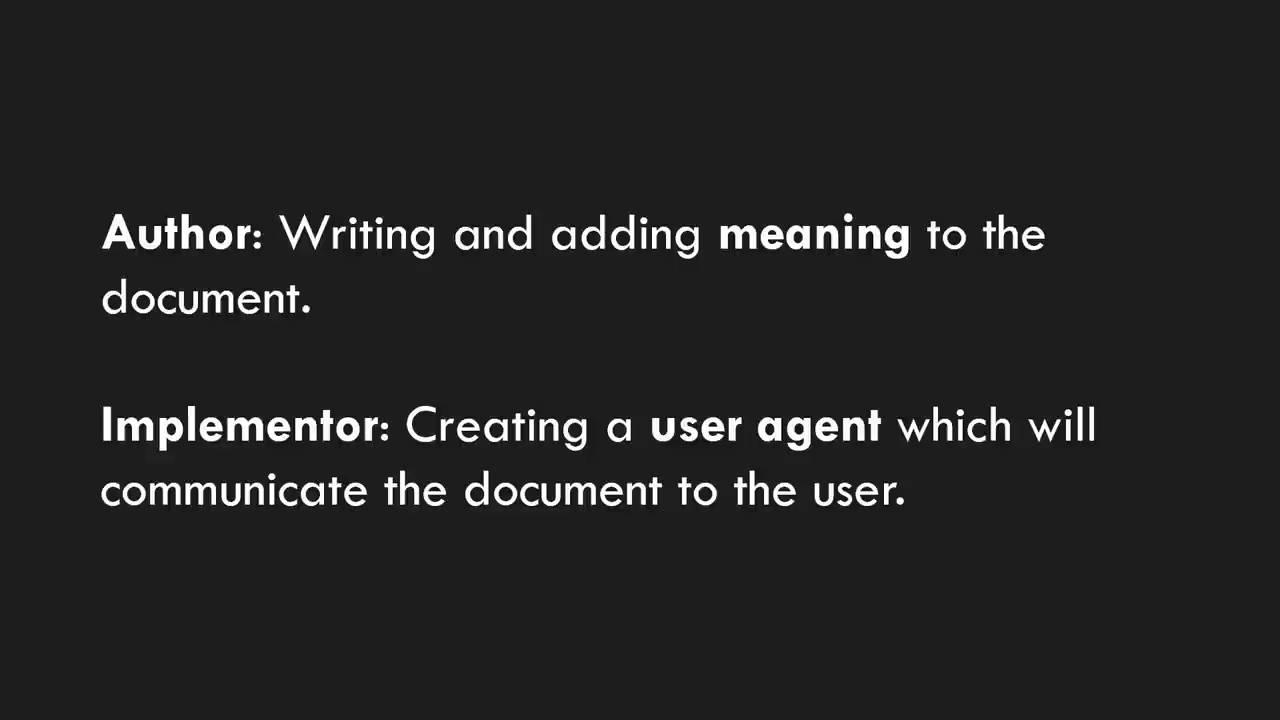 Author: Writing and adding meaning to the
document.
Implementor: Creating a user agent which will
communicate the document to the user.